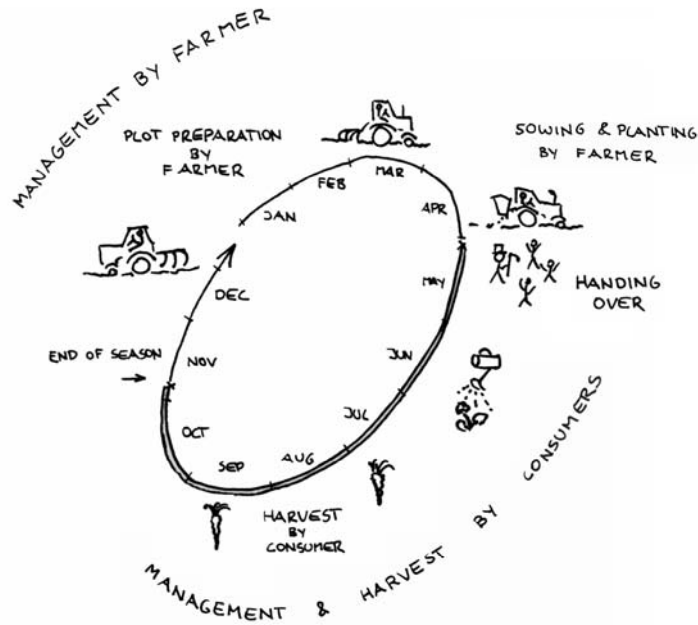 MANAGEMENT BY FARMER
PLOT PREPARATION
BY
FARMER
SOWING & PLANTING
BY FARMER
JAN
FEB
MAR
APR
MAY
JUN
JUL
AUG
SEP
OCT
NOV
DEC
HANDING
OVER
END OF SEASON
HARVEST
BY
CONSUMER
MANAGEMENT & HARVEST BY CONSUMERS